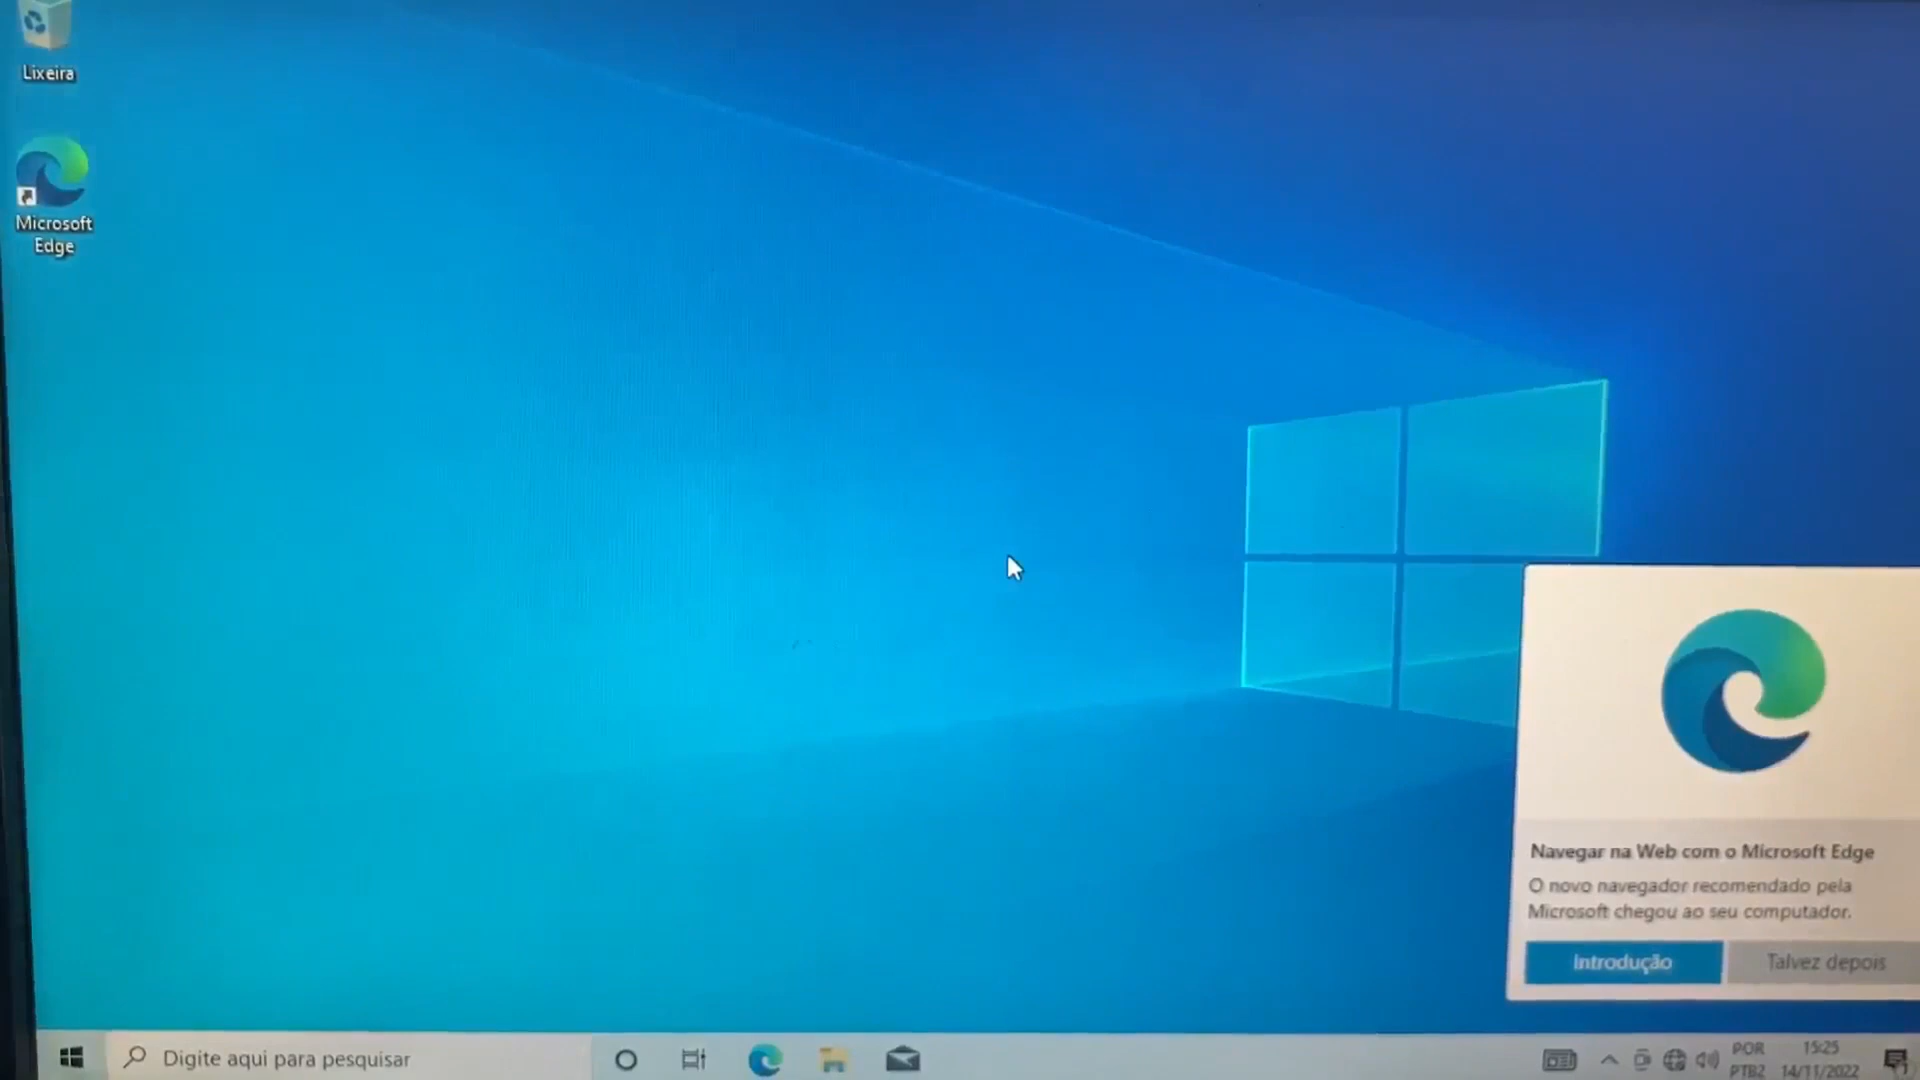 Lixeira
Microsoft
Edge
Navegar na Web com o Microsoft Edge
O novo navegador recomendado pela
Microsoft chegou ao seu computador.
Introdução
Talvez depois
Digite aqui para pesquisar
POR
PTB2
15:25
14/11/2022